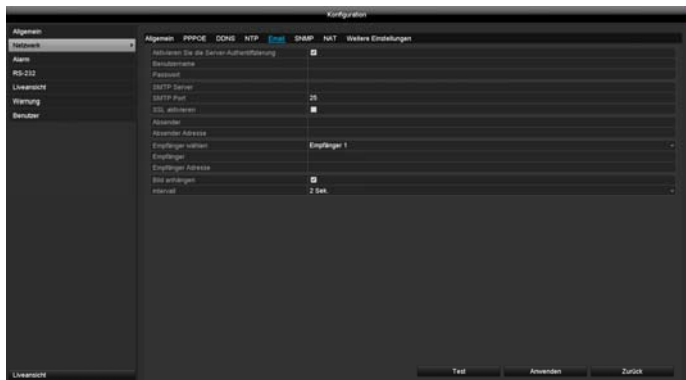 Konfiguration
Allgemein
Netzwerk
Alarm
RS-232
Liveansicht
Warnung
Benutzer
Allgemein PPPOE DDNS NTP Email SNMP NAT Weitere Einstellungen
Aktivieren Sie die Server-Authentifizierung
Benutzername
Passwort
SMTP Server
SMTP Port 25
SSL aktivieren
Absender
Absender Adresse
Empfänger wählen Empfänger 1
Empfänger
Empfänger Adresse
Bild anhängen
Intervall 2 Sek.
Liveansicht
Test Anwenden Zurück